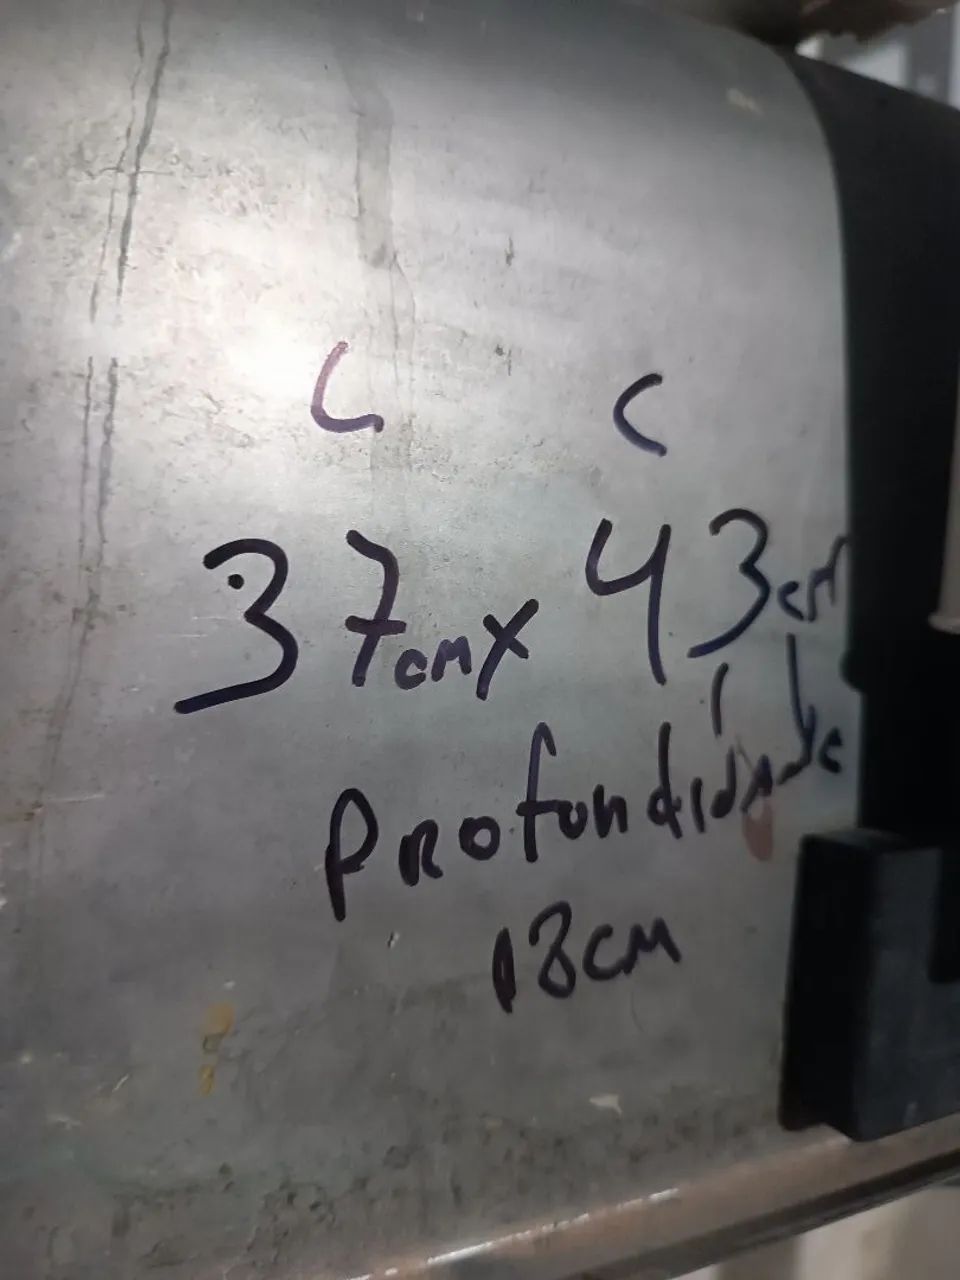 L C
37cm x 43cm
Profundidade
18cm